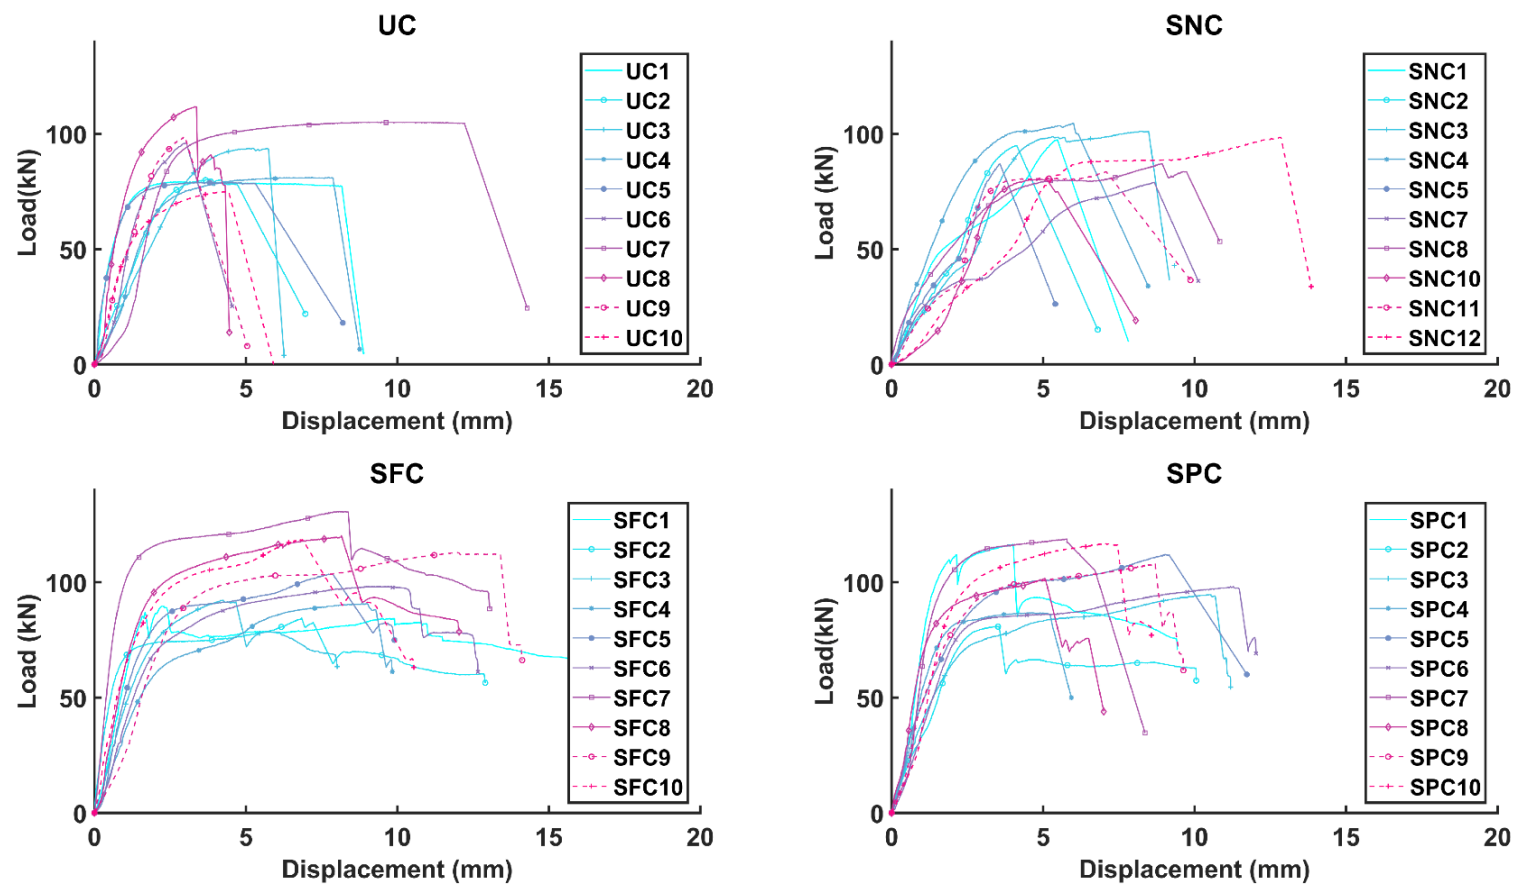 UC
Load(kN)
100
50
0
0 5 10 15 20
Displacement (mm)
UC1
UC2
UC3
UC4
UC5
UC6
UC7
UC8
UC9
UC10
SNC
Load (kN)
100
50
0
0 5 10 15 20
Displacement (mm)
SNC1
SNC2
SNC3
SNC4
SNC5
SNC7
SNC8
SNC10
SNC11
SNC12
SFC
Load (kN)
100
50
0
0 5 10 15 20
Displacement (mm)
SFC1
SFC2
SFC3
SFC4
SFC5
SFC6
SFC7
SFC8
SFC9
SFC10
SPC
Load(kN)
100
50
0
0 5 10 15 20
Displacement (mm)
SPC1
SPC2
SPC3
SPC4
SPC5
SPC6
SPC7
SPC8
SPC9
SPC10